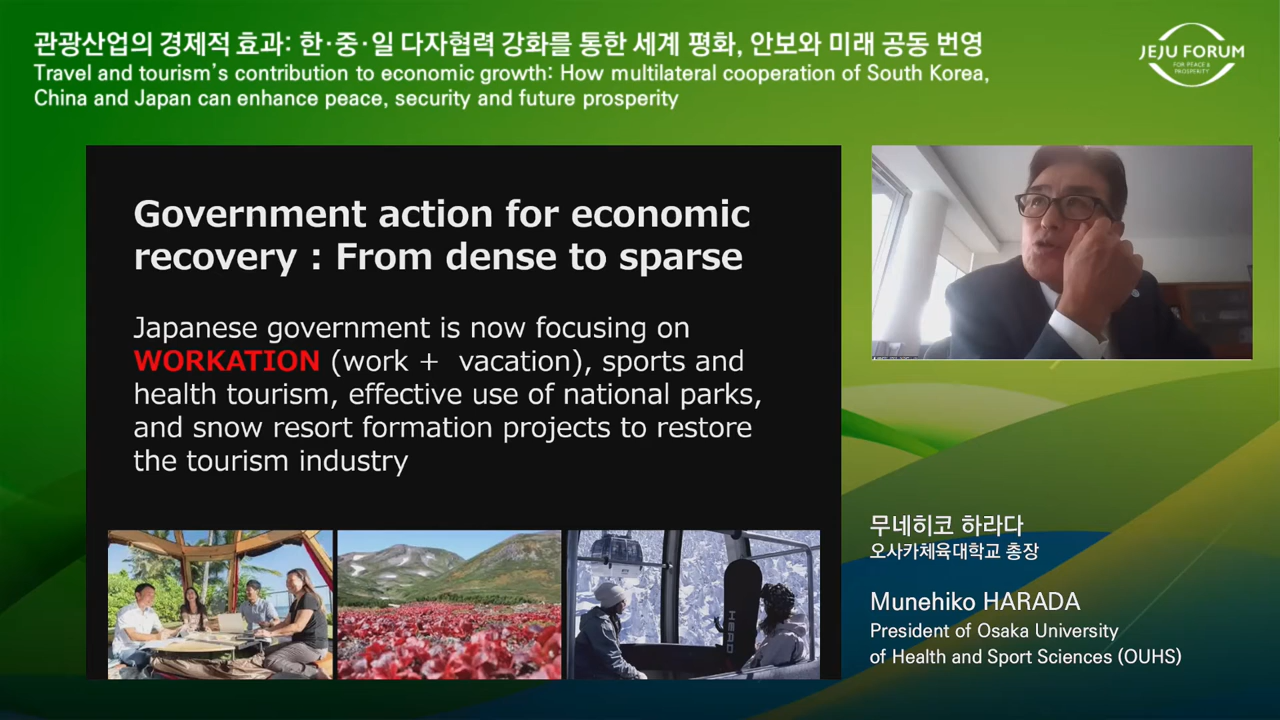 관광산업의 경제적 효과: 한·중·일 다자협력 강화를 통한 세계 평화, 안보와 미래 공동 번영
Travel and tourism's contribution to economic growth: How multilateral cooperation of South Korea,
China and Japan can enhance peace, security and future prosperity
JEJU FORUM
FOR PEACE &
PROSPERITY
Government action for economic
recovery : From dense to sparse
Japanese government is now focusing on
WORKATION (work + vacation), sports and
health tourism, effective use of national parks,
and snow resort formation projects to restore
the tourism industry
HEAD
무네히코 하라다
오사카체육대학교 총장
Munehiko HARADA
President of Osaka University
of Health and Sport Sciences (OUHS)